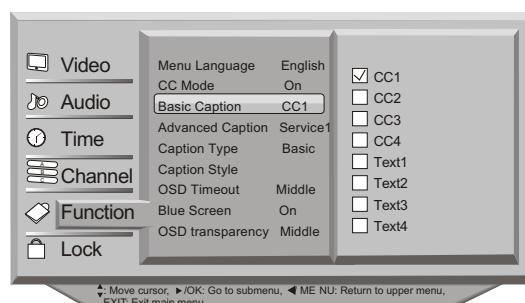 Video
Audio
Time
Channel
Function
Lock
Menu Language English
CC Mode On
Basic Caption CC1
Advanced Caption Service1
Caption Type Basic
Caption Style
OSD Timeout Middle
Blue Screen On
OSD transparency Middle
CC1
CC2
CC3
CC4
Text1
Text2
Text3
Text4
: Move cursor, ►/OK: Go to submenu, ◄ ME NU: Return to upper menu,
EXIT: Exit main menu